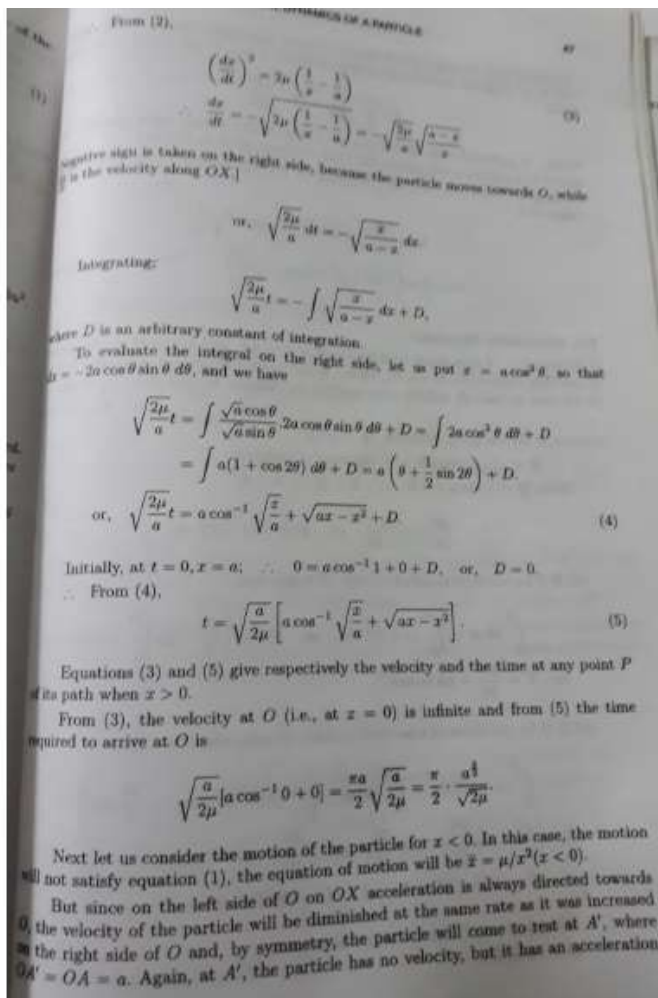 DYNAMICS OF A PARTICLE
of the
47
From (2),
(1)
(dx/dt)² = 2μ (1/x − 1/a)
∴ dx/dt = −√(2μ (1/x − 1/a)) = −√(2μ/a) √((a − x)/x) (3)
negative sign is taken on the right side, because the particle moves towards O, while
is the velocity along OX.]
or, √(2μ/a) dt = −√(x/(a − x)) dx.
Integrating;
√(2μ/a) t = − ∫ √(x/(a − x)) dx + D,
where D is an arbitrary constant of integration.
To evaluate the integral on the right side, let us put x = a cos² θ, so that
dx = −2a cos θ sin θ dθ, and we have
√(2μ/a) t = ∫ (√a cos θ)/(√a sin θ) .2a cos θ sin θ dθ + D = ∫ 2a cos² θ dθ + D
= ∫ a(1 + cos 2θ) dθ + D = a (θ + 1/2 sin 2θ) + D.
or, √(2μ/a) t = a cos⁻¹ √(x/a) + √(ax − x²) + D (4)
Initially, at t = 0, x = a; ∴ 0 = a cos⁻¹ 1 + 0 + D, or, D = 0.
∴ From (4),
t = √(a/2μ) [a cos⁻¹ √(x/a) + √(ax − x²)]. (5)
Equations (3) and (5) give respectively the velocity and the time at any point P
of its path when x > 0.
From (3), the velocity at O (i.e., at x = 0) is infinite and from (5) the time
required to arrive at O is
√(a/2μ) [a cos⁻¹ 0 + 0] = πa/2 √(a/2μ) = π/2 · a^(3/2)/√(2μ).
Next let us consider the motion of the particle for x < 0. In this case, the motion
will not satisfy equation (1), the equation of motion will be ẍ = μ/x² (x < 0).
But since on the left side of O on OX acceleration is always directed towards
O, the velocity of the particle will be diminished at the same rate as it was increased
on the right side of O and, by symmetry, the particle will come to rest at A′, where
OA′ = OA = a. Again, at A′, the particle has no velocity, but it has an acceleration